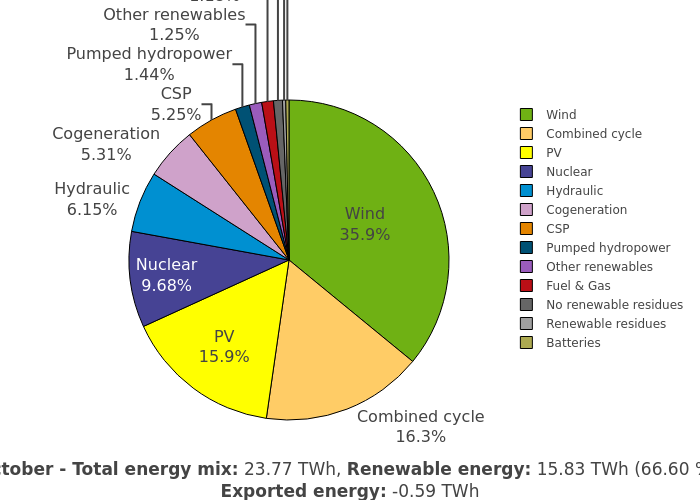 Other renewables
1.25%
Pumped hydropower
1.44%
CSP
5.25%
Cogeneration
5.31%
Hydraulic
6.15%
Nuclear
9.68%
PV
15.9%
Wind
35.9%
Combined cycle
16.3%
Wind
Combined cycle
PV
Nuclear
Hydraulic
Cogeneration
CSP
Pumped hydropower
Other renewables
Fuel & Gas
No renewable residues
Renewable residues
Batteries
tober - Total energy mix: 23.77 TWh, Renewable energy: 15.83 TWh (66.60 %
Exported energy: -0.59 TWh